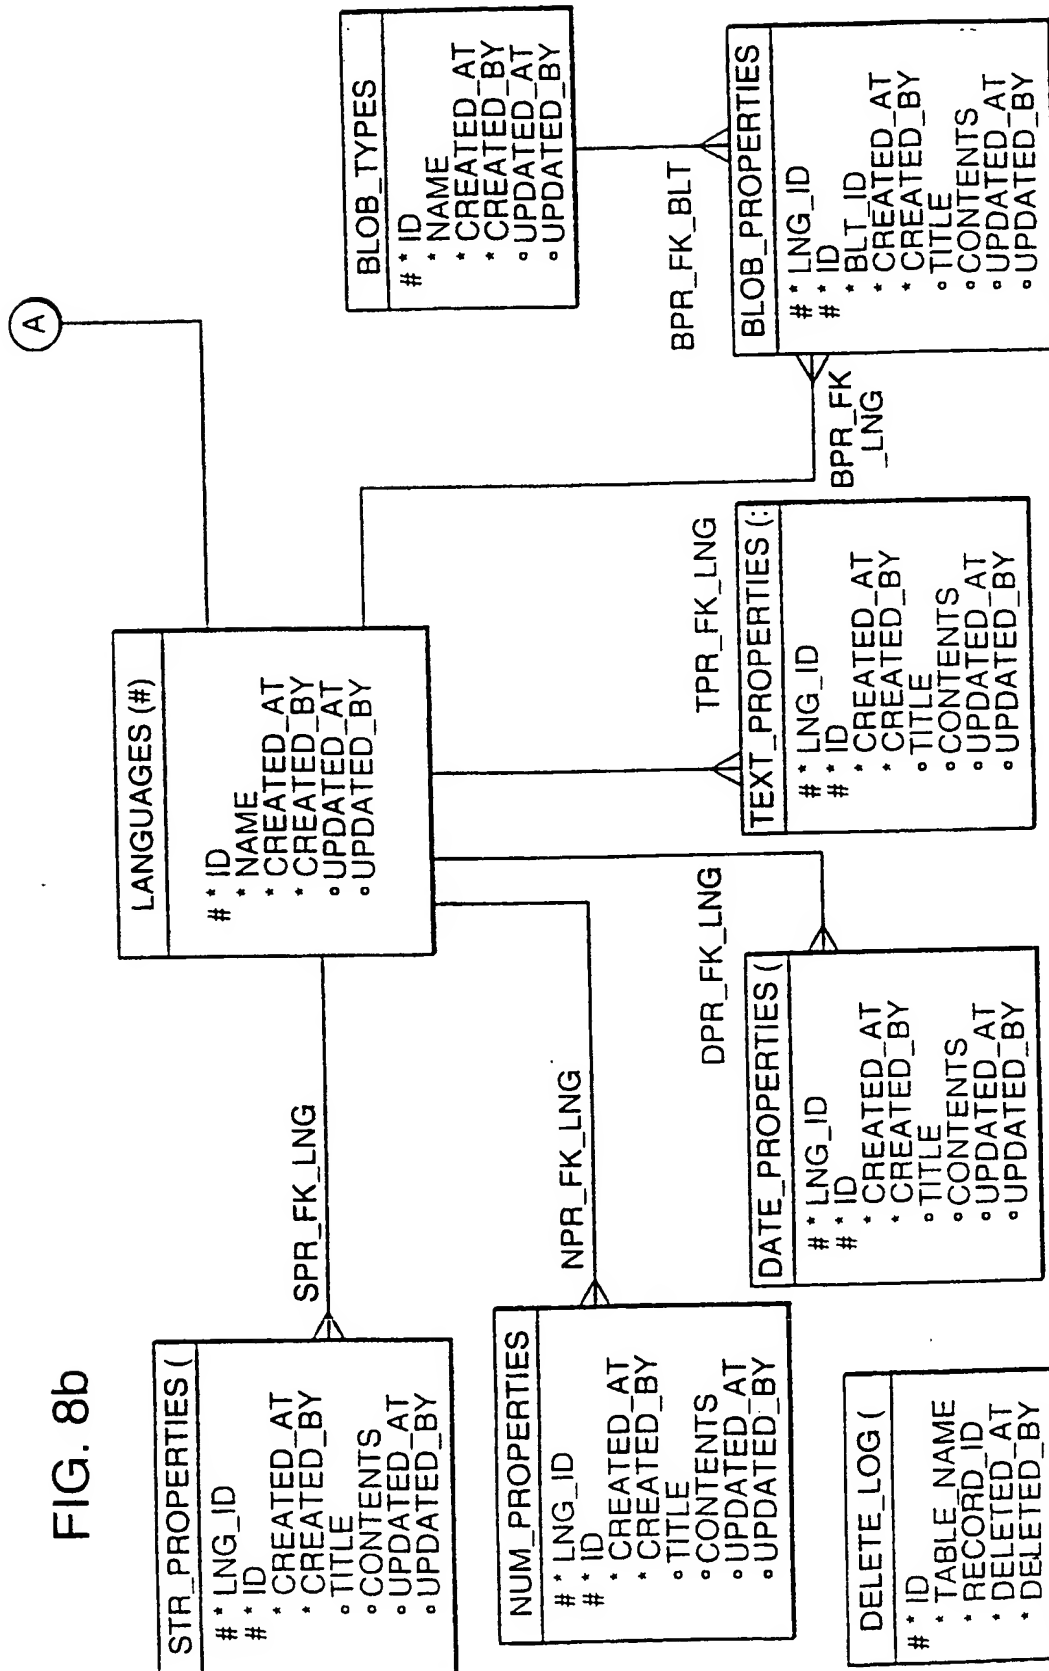 FIG. 8b
STR_PROPERTIES (
# * LNG_ID
# * ID
* CREATED_AT
* CREATED_BY
° TITLE
° CONTENTS
° UPDATED_AT
° UPDATED_BY
SPR_FK_LNG
LANGUAGES (#)
# * ID
* NAME
* CREATED_AT
* CREATED_BY
° UPDATED_AT
° UPDATED_BY
A
BLOB_TYPES
# * ID
* NAME
* CREATED_AT
* CREATED_BY
° UPDATED_AT
° UPDATED_BY
NUM_PROPERTIES
# * LNG_ID
# * ID
* CREATED_AT
* CREATED_BY
° TITLE
° CONTENTS
° UPDATED_AT
° UPDATED_BY
NPR_FK_LNG
DPR_FK_LNG
TPR_FK_LNG
BPR_FK_BLT
BPR_FK
_LNG
DELETE_LOG (
# * ID
* TABLE_NAME
* RECORD_ID
* DELETED_AT
* DELETED_BY
DATE_PROPERTIES (
# * LNG_ID
# * ID
* CREATED_AT
* CREATED_BY
° TITLE
° CONTENTS
° UPDATED_AT
° UPDATED_BY
TEXT_PROPERTIES (:
# * LNG_ID
# * ID
* CREATED_AT
* CREATED_BY
° TITLE
° CONTENTS
° UPDATED_AT
° UPDATED_BY
BLOB_PROPERTIES
# * LNG_ID
# * ID
* BLT_ID
* CREATED_AT
* CREATED_BY
° TITLE
° CONTENTS
° UPDATED_AT
° UPDATED_BY